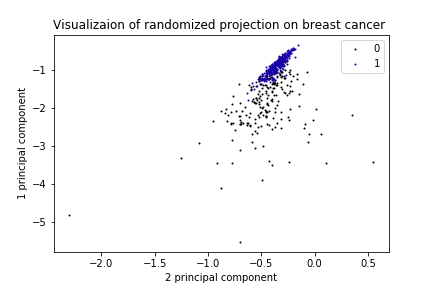 Visualizaion of randomized projection on breast cancer
0
1
−1
−2
−3
−4
−5
1 principal component
−2.0 −1.5 −1.0 −0.5 0.0 0.5
2 principal component